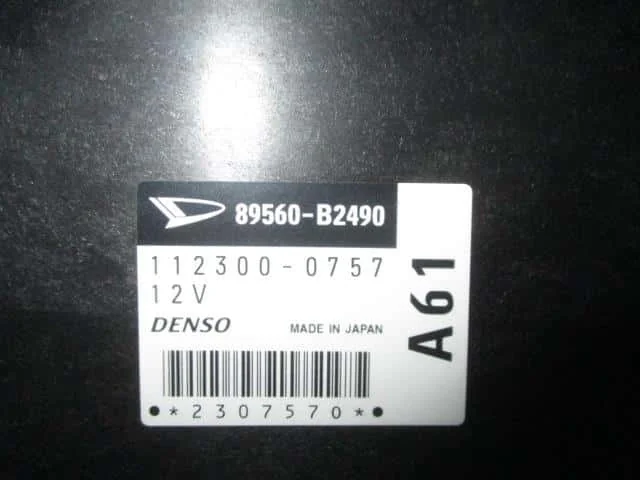 89560-B2490
112300-0757
12V
DENSO MADE IN JAPAN
*2307570*
A61